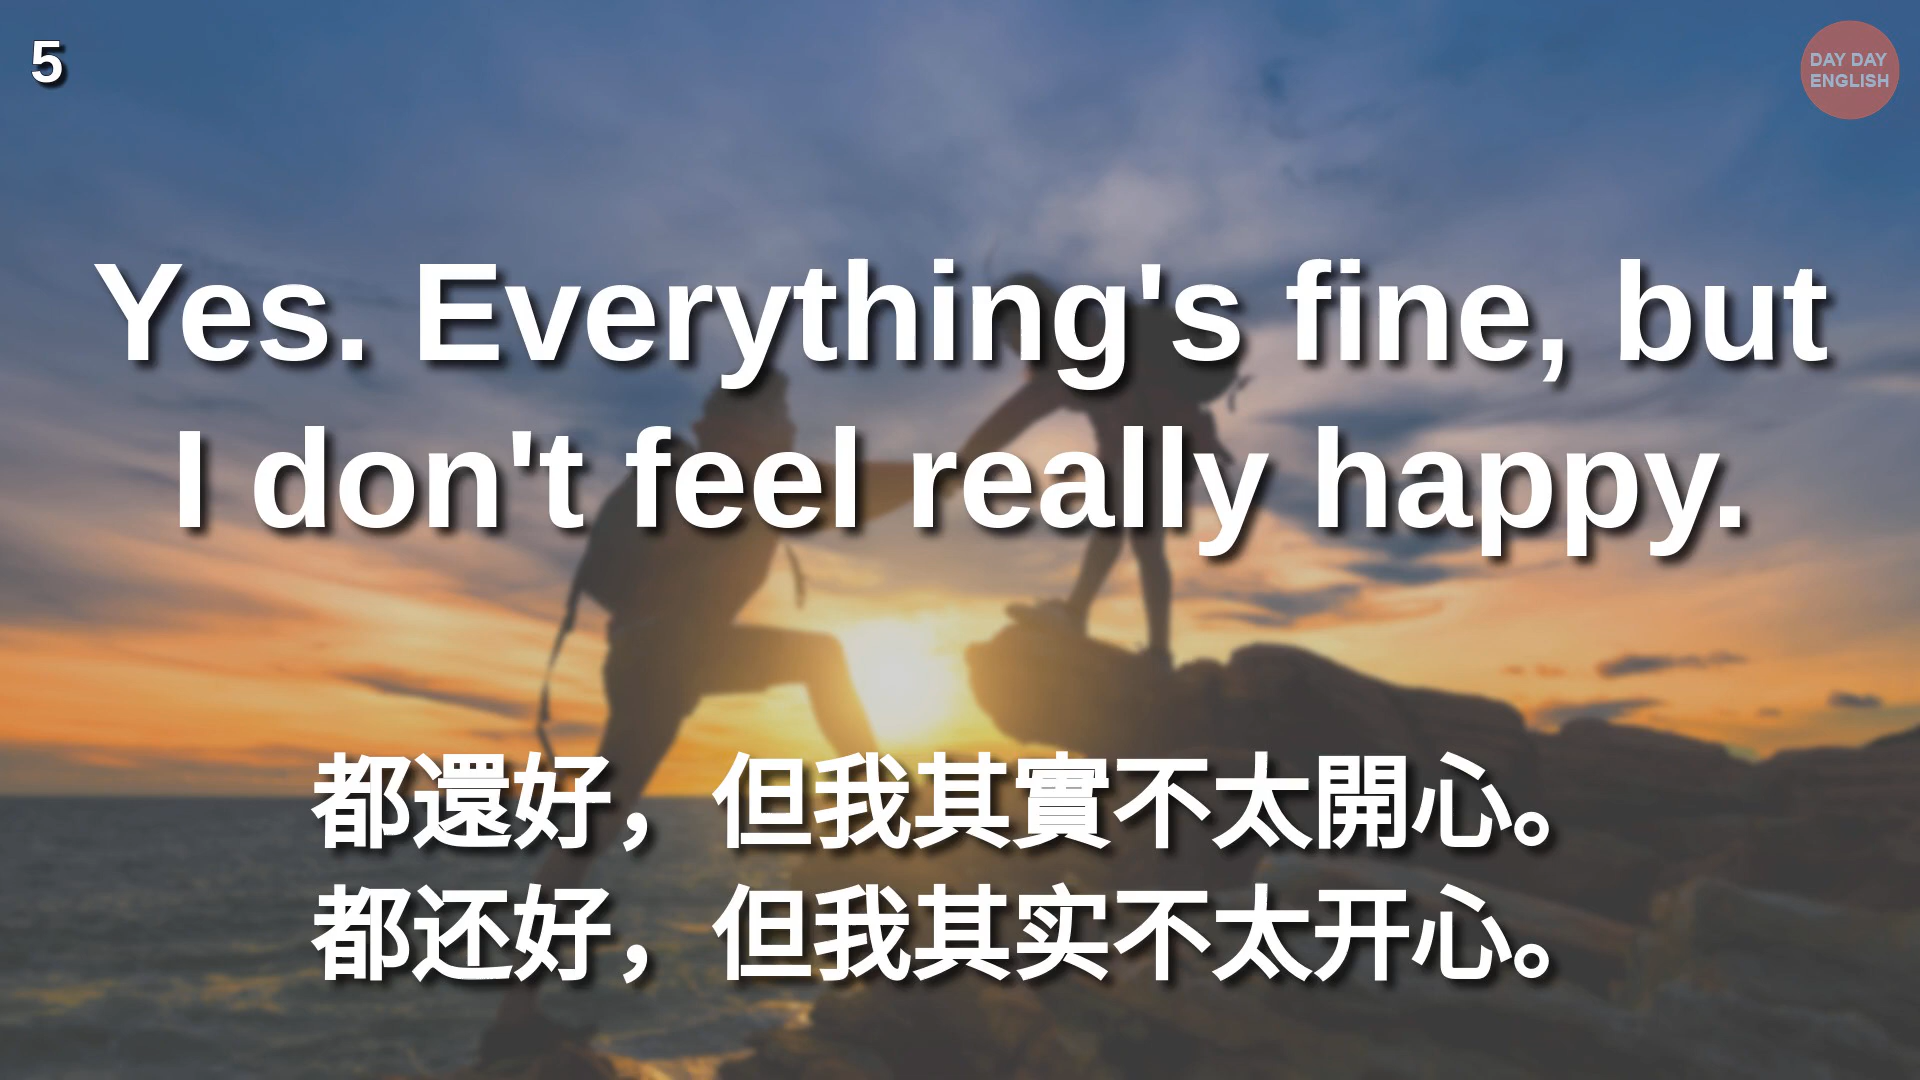 5
DAY DAY
ENGLISH
Yes. Everything's fine, but
I don't feel really happy.
都還好，但我其實不太開心。
都还好，但我其实不太开心。